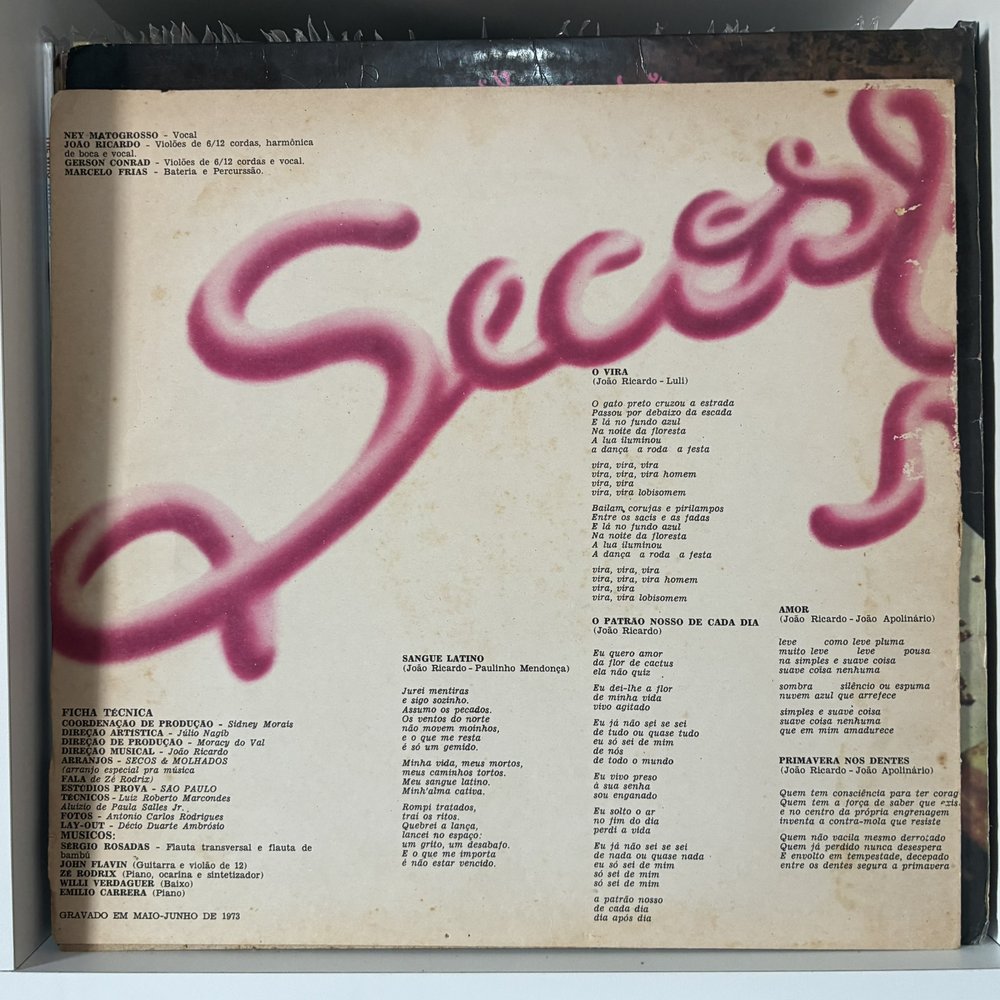 NEY MATOGROSSO - Vocal
JOÃO RICARDO - Violões de 6/12 cordas, harmônica
de boca e vocal.
GERSON CONRAD - Violões de 6/12 cordas e vocal.
MARCELO FRIAS - Bateria e Percurssão.
Secos
FICHA TÉCNICA
COORDENAÇAO DE PRODUÇAO - Sidney Morais
DIREÇAO ARTISTICA - Júlio Nagib
DIREÇAO DE PRODUÇAO - Moracy do Val
DIREÇAO MUSICAL - João Ricardo
ARRANJOS - SECOS & MOLHADOS
(arranjo especial pra música
FALA de Zé Rodrix)
ESTÚDIOS PROVA - SAO PAULO
TÉCNICOS - Luiz Roberto Marcondes
Aluizio de Paula Salles Jr.
FOTOS - Antonio Carlos Rodrigues
LAY-OUT - Décio Duarte Ambrósio
MUSICOS:
SERGIO ROSADAS - Flauta transversal e flauta de
bambú
JOHN FLAVIN (Guitarra e violão de 12)
ZÉ RODRIX (Piano, ocarina e sintetizador)
WILLI VERDAGUER (Baixo)
EMILIO CARRERA (Piano)
GRAVADO EM MAIO-JUNHO DE 1973
SANGUE LATINO
(João Ricardo - Paulinho Mendonça)
Jurei mentiras
e sigo sozinho.
Assumo os pecados.
Os ventos do norte
não movem moinhos,
e o que me resta
é só um gemido.
Minha vida, meus mortos,
meus caminhos tortos.
Meu sangue latino.
Minh'alma cativa.
Rompi tratados,
traí os ritos.
Quebrei a lança,
lancei no espaço:
um grito, um desabafo.
E o que me importa
é não estar vencido.
O VIRA
(João Ricardo - Luli)
O gato preto cruzou a estrada
Passou por debaixo da escada
E lá no fundo azul
Na noite da floresta
A lua iluminou
a dança a roda a festa
vira, vira, vira
vira, vira, vira homem
vira, vira
vira, vira lobisomem
Bailam corujas e pirilampos
Entre os sacis e as fadas
E lá no fundo azul
Na noite da floresta
A lua iluminou
A dança a roda a festa
vira, vira, vira
vira, vira, vira homem
vira, vira
vira, vira lobisomem
O PATRÃO NOSSO DE CADA DIA
(João Ricardo)
Eu quero amor
da flor de cactus
ela não quiz
Eu dei-lhe a flor
de minha vida
vivo agitado
Eu já não sei se sei
de tudo ou quase tudo
eu só sei de mim
de nós
de todo o mundo
Eu vivo preso
à sua senha
sou enganado
Eu solto o ar
no fim do dia
perdi a vida
Eu já não sei se sei
de nada ou quase nada
eu só sei de mim
só sei de mim
só sei de mim
a patrão nosso
de cada dia
dia após dia
AMOR
(João Ricardo - João Apolinário)
leve como leve pluma
muito leve leve pousa
na simples e suave coisa
suave coisa nenhuma
sombra silêncio ou espuma
nuvem azul que arrefece
simples e suave coisa
suave coisa nenhuma
que em mim amadurece
PRIMAVERA NOS DENTES
(João Ricardo - João Apolinário)
Quem tem consciência para ter corag
Quem tem a força de saber que exis
e no centro da própria engrenagem
inventa a contra-mola que resiste
Quem não vacila mesmo derrotado
Quem já perdido nunca desespera
E envolto em tempestade, decepado
entre os dentes segura a primavera